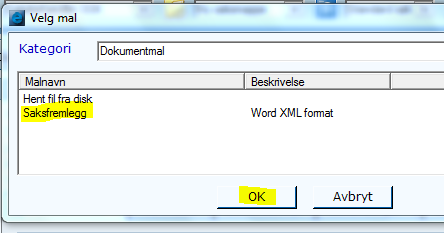 Velg mal
Kategori Dokumentmal
Malnavn Beskrivelse
Hent fil fra disk
Saksfremlegg Word XML format
OK Avbryt